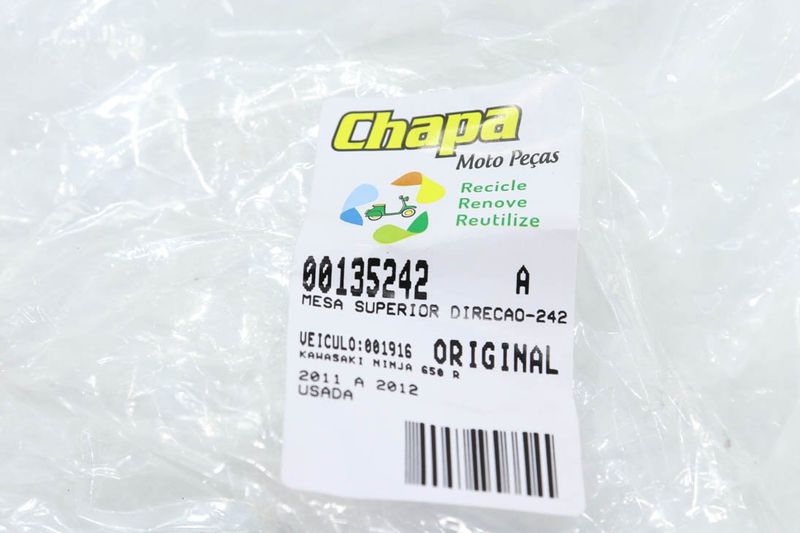 Chapa
Moto Peças
Recicle
Renove
Reutilize
00135242 A
MESA SUPERIOR DIRECAO-242
VEICULO:001916 ORIGINAL
KAWASAKI NINJA 650 R
2011 A 2012
USADA